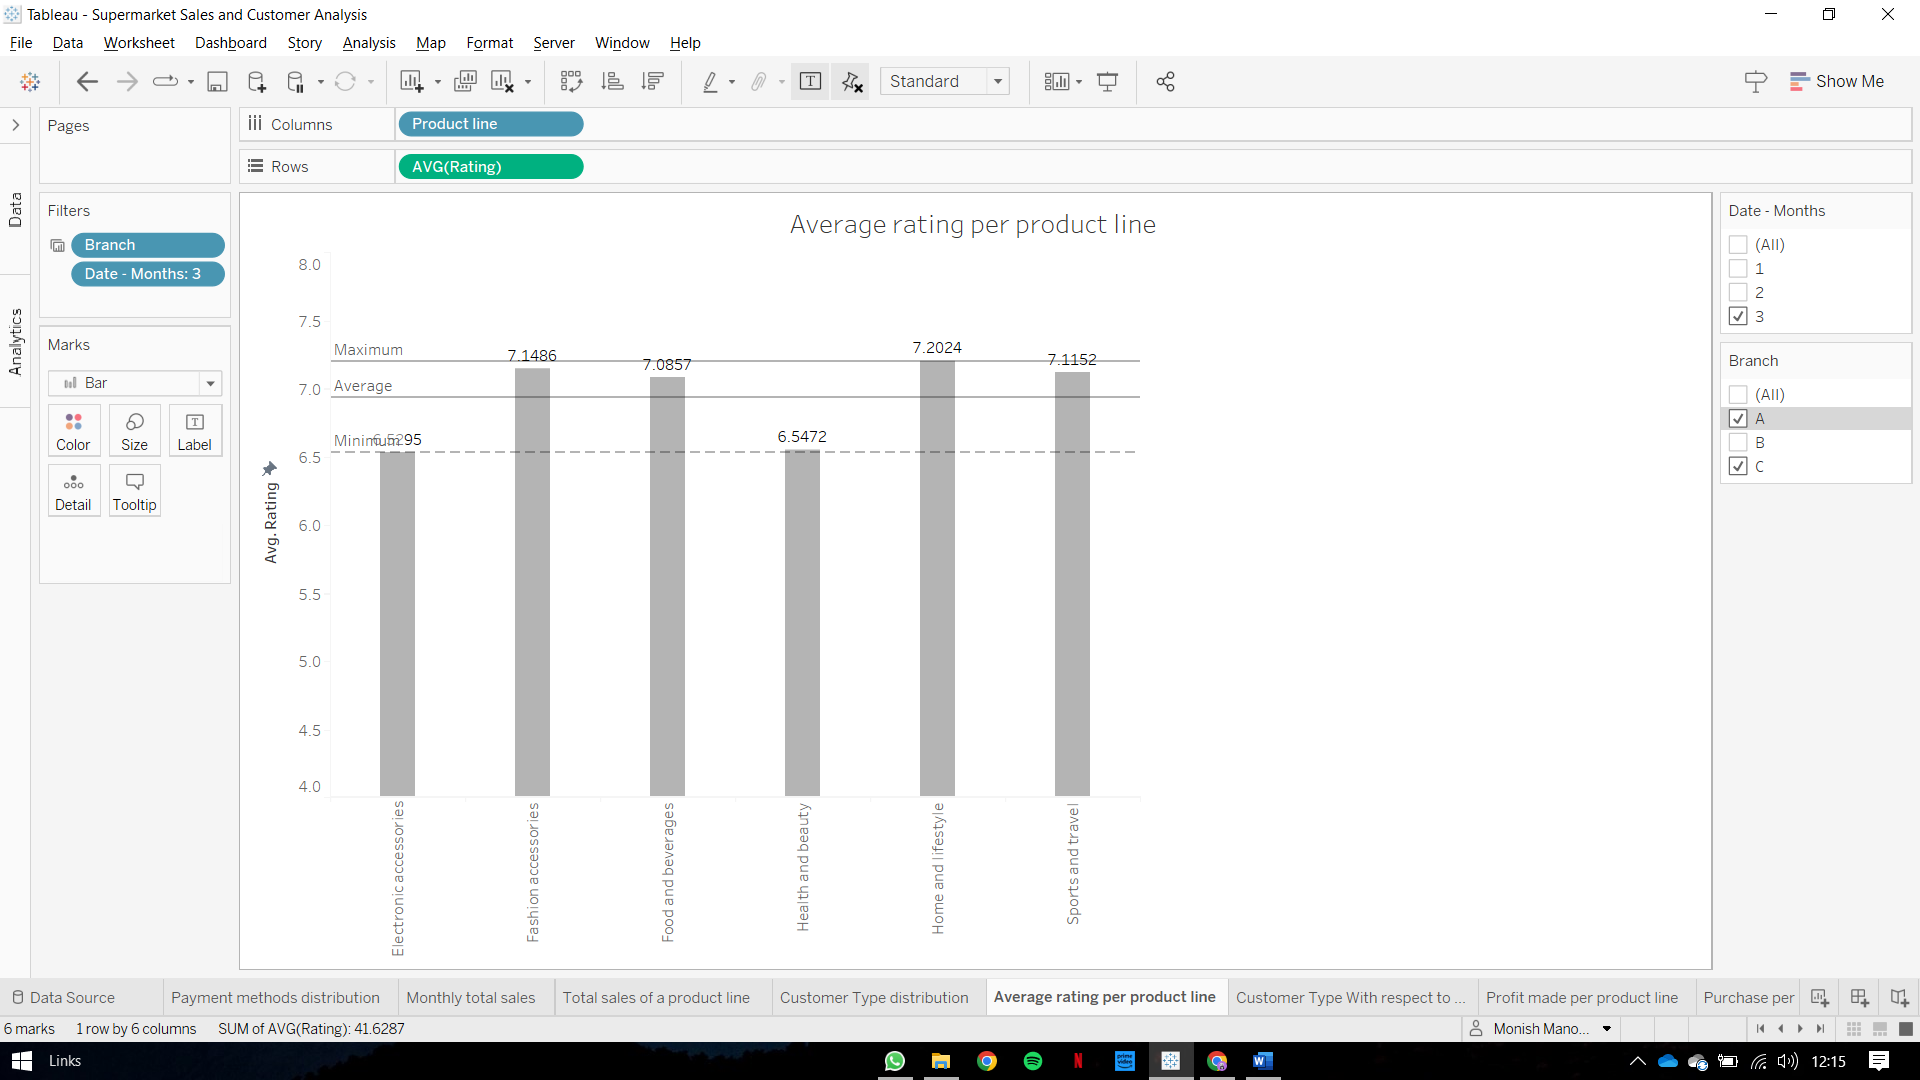 Tableau - Supermarket Sales and Customer Analysis
File Data Worksheet Dashboard Story Analysis Map Format Server Window Help
Standard
Show Me
Pages
Columns
Product line
Rows
AVG(Rating)
Data
Analytics
Filters
Branch
Date - Months: 3
Marks
Bar
Color Size Label
Detail Tooltip
Average rating per product line
Avg. Rating
8.0
7.5
7.0
6.5
6.0
5.5
5.0
4.5
4.0
Maximum
Average
Minimum
7.1486
7.0857
6.5472
7.2024
7.1152
Electronic accessories
Fashion accessories
Food and beverages
Health and beauty
Home and lifestyle
Sports and travel
Date - Months
(All)
1
2
3
Branch
(All)
A
B
C
Data Source Payment methods distribution Monthly total sales Total sales of a product line Customer Type distribution Average rating per product line Customer Type With respect to ... Profit made per product line Purchase per
6 marks 1 row by 6 columns SUM of AVG(Rating): 41.6287
Monish Mano...
Links
12:15